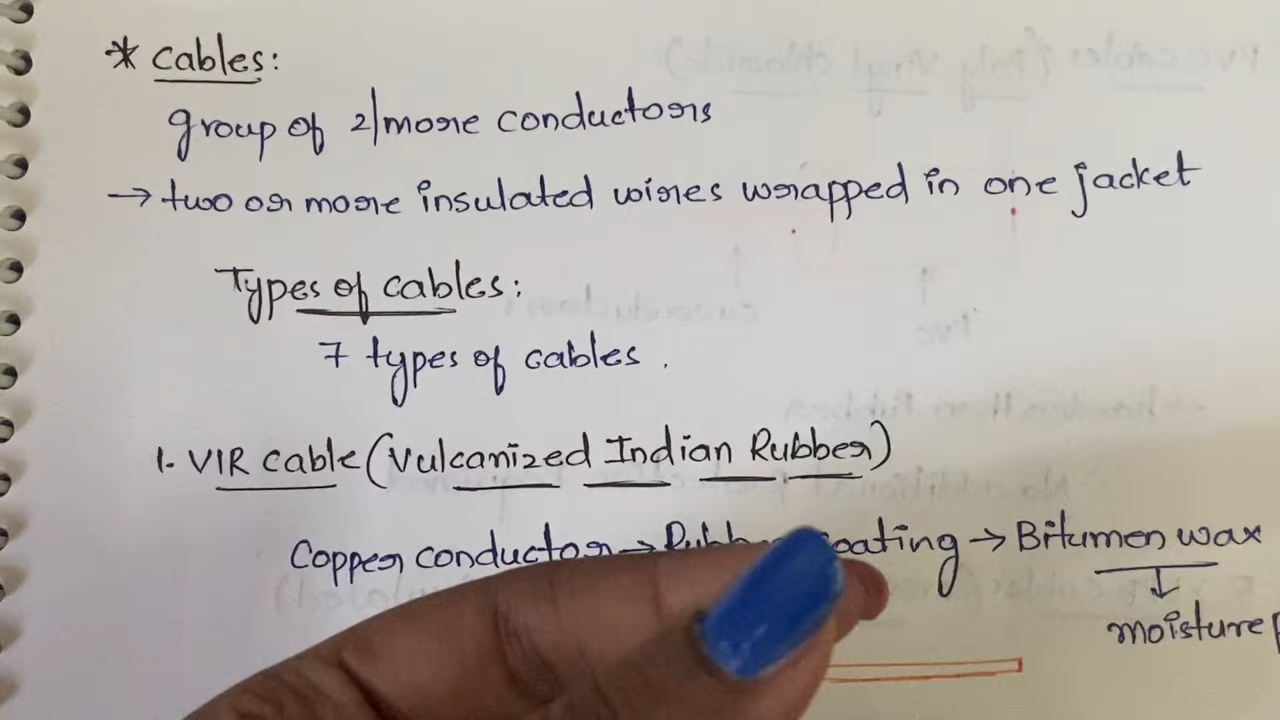 * Cables:
group of 2/more conductors
→ two or more insulated wires wrapped in one jacket
Types of cables:
7 types of cables.
1. VIR cable (Vulcanized Indian Rubber)
Copper conductor → coating → Bitumen wax
↓
moisture